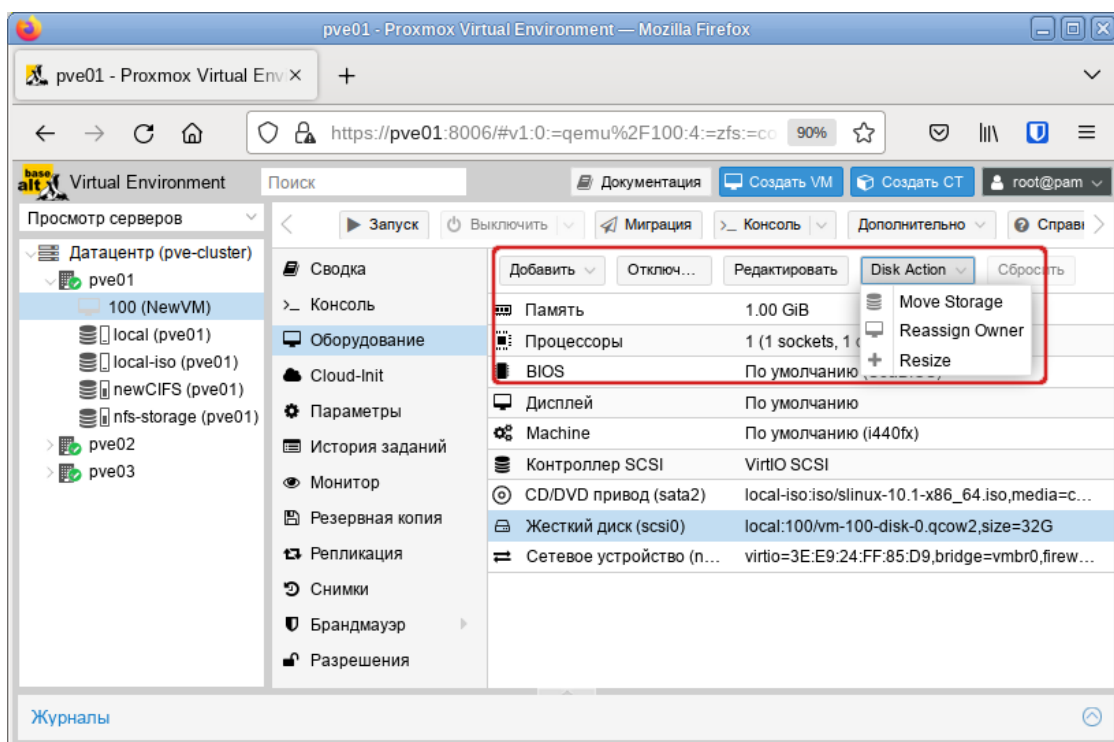 pve01 - Proxmox Virtual Environment — Mozilla Firefox
pve01 - Proxmox Virtual Envi
https://pve01:8006/#v1:0:=qemu%2F100:4:=zfs:=co 90%
base alt Virtual Environment Поиск Документация Создать VM Создать CT root@pam
Просмотр серверов
Запуск Выключить Миграция Консоль Дополнительно Справ
Датацентр (pve-cluster)
pve01
100 (NewVM)
local (pve01)
local-iso (pve01)
newCIFS (pve01)
nfs-storage (pve01)
pve02
pve03
Сводка
Консоль
Оборудование
Cloud-Init
Параметры
История заданий
Монитор
Резервная копия
Репликация
Снимки
Брандмауэр
Разрешения
Добавить Отключ... Редактировать Disk Action Сбросить
Move Storage
Reassign Owner
Resize
Память 1.00 GiB
Процессоры 1 (1 sockets, 1
BIOS По умолчанию
Дисплей По умолчанию
Machine По умолчанию (i440fx)
Контроллер SCSI VirtIO SCSI
CD/DVD привод (sata2) local-iso:iso/slinux-10.1-x86_64.iso,media=c...
Жесткий диск (scsi0) local:100/vm-100-disk-0.qcow2,size=32G
Сетевое устройство (n... virtio=3E:E9:24:FF:85:D9,bridge=vmbr0,firew...
Журналы